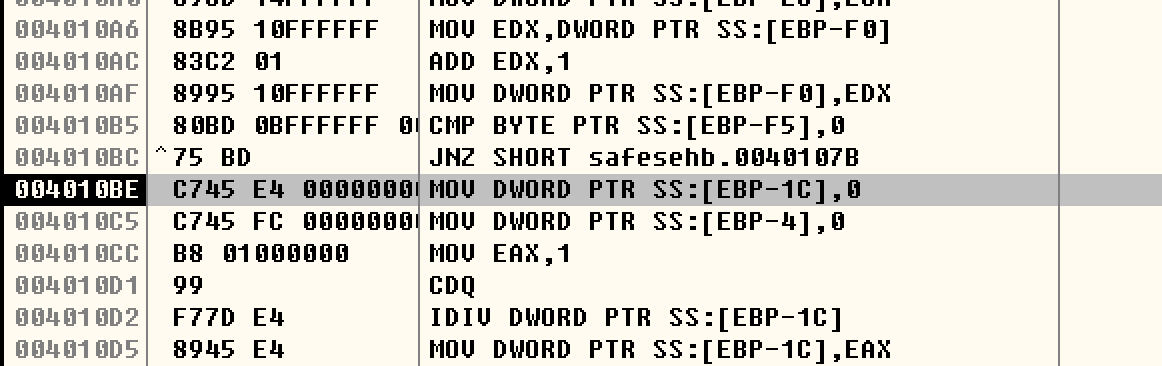 004010A6 8B95 10FFFFFF MOV EDX,DWORD PTR SS:[EBP-F0]
004010AC 83C2 01 ADD EDX,1
004010AF 8995 10FFFFFF MOV DWORD PTR SS:[EBP-F0],EDX
004010B5 80BD 0BFFFFFF 0 CMP BYTE PTR SS:[EBP-F5],0
004010BC ^75 BD JNZ SHORT safesehb.0040107B
004010BE C745 E4 0000000 MOV DWORD PTR SS:[EBP-1C],0
004010C5 C745 FC 0000000 MOV DWORD PTR SS:[EBP-4],0
004010CC B8 01000000 MOV EAX,1
004010D1 99 CDQ
004010D2 F77D E4 IDIV DWORD PTR SS:[EBP-1C]
004010D5 8945 E4 MOV DWORD PTR SS:[EBP-1C],EAX